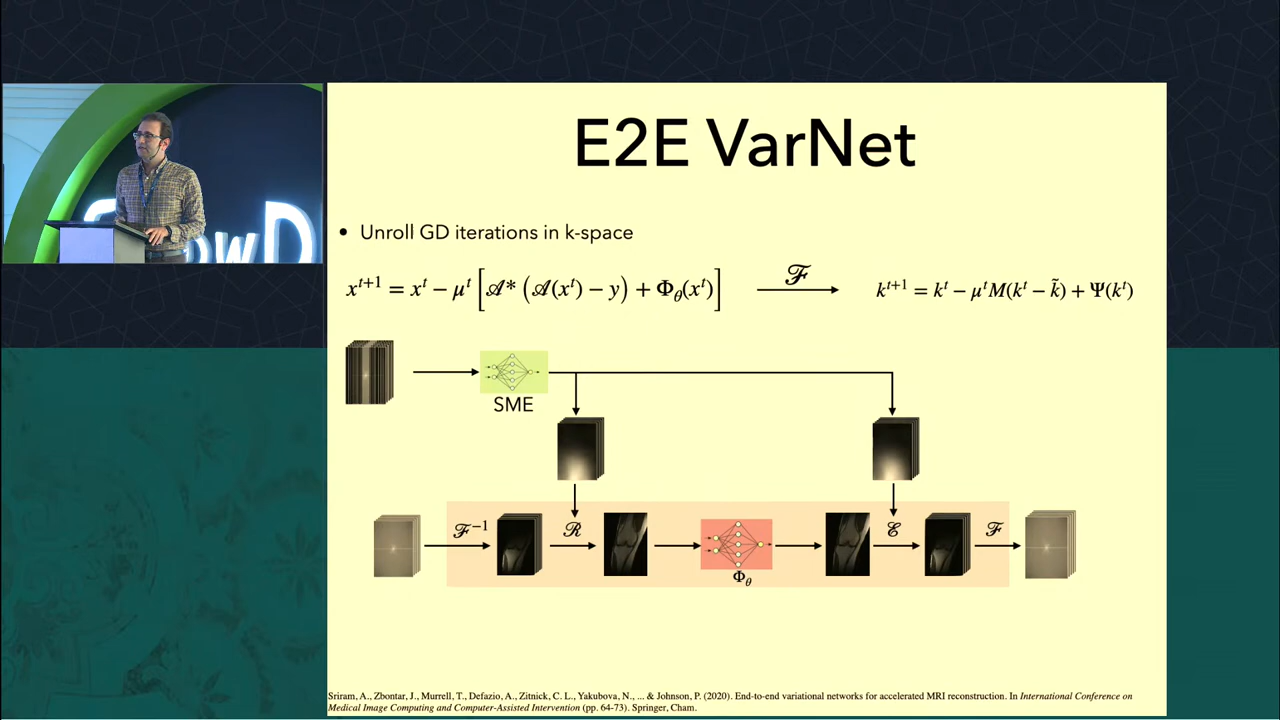 E2E VarNet
• Unroll GD iterations in k-space
x^{t+1} = x^t − μ^t [𝒜* (𝒜(x^t) − y) + Φ_θ(x^t)]
ℱ
k^{t+1} = k^t − μ^t M(k^t − k̃) + Ψ(k^t)
SME
ℱ^{−1}
ℛ
ℰ
ℱ
Φ_θ
Sriram, A., Zbontar, J., Murrell, T., Defazio, A., Zitnick, C. L., Yakubova, N., ... & Johnson, P. (2020). End-to-end variational networks for accelerated MRI reconstruction. In International Conference on
Medical Image Computing and Computer-Assisted Intervention (pp. 64-73). Springer, Cham.